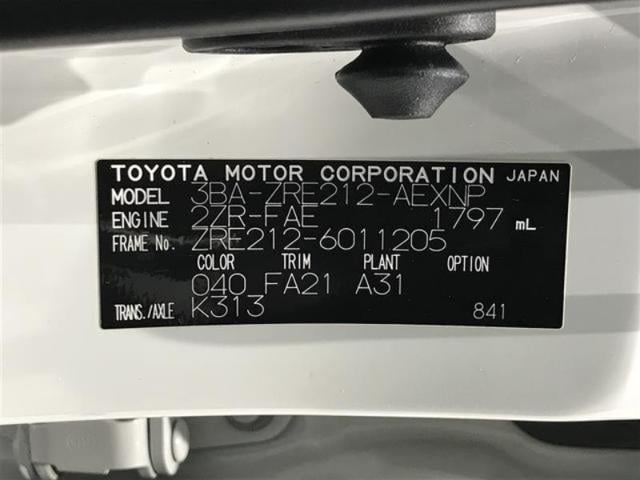 TOYOTA MOTOR CORPORATION JAPAN
MODEL 3BA-ZRE212-AEXNP
ENGINE 2ZR-FAE 1797 mL
FRAME No. ZRE212-6011205
COLOR TRIM PLANT OPTION
040 FA21 A31
TRANS./AXLE K313 841